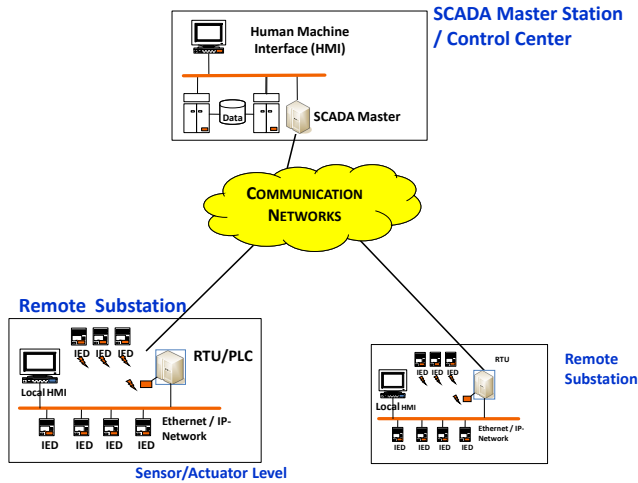 SCADA Master Station
/ Control Center
Human Machine
Interface (HMI)
Data
SCADA Master
COMMUNICATION
NETWORKS
Remote Substation
IED IED IED
RTU/PLC
Local HMI
Ethernet / IP-
Network
IED IED IED IED
Sensor/Actuator Level
RTU
IED IED IED
Local HMI
Ethernet / IP-
Network
IED IED IED IED
Remote
Substation